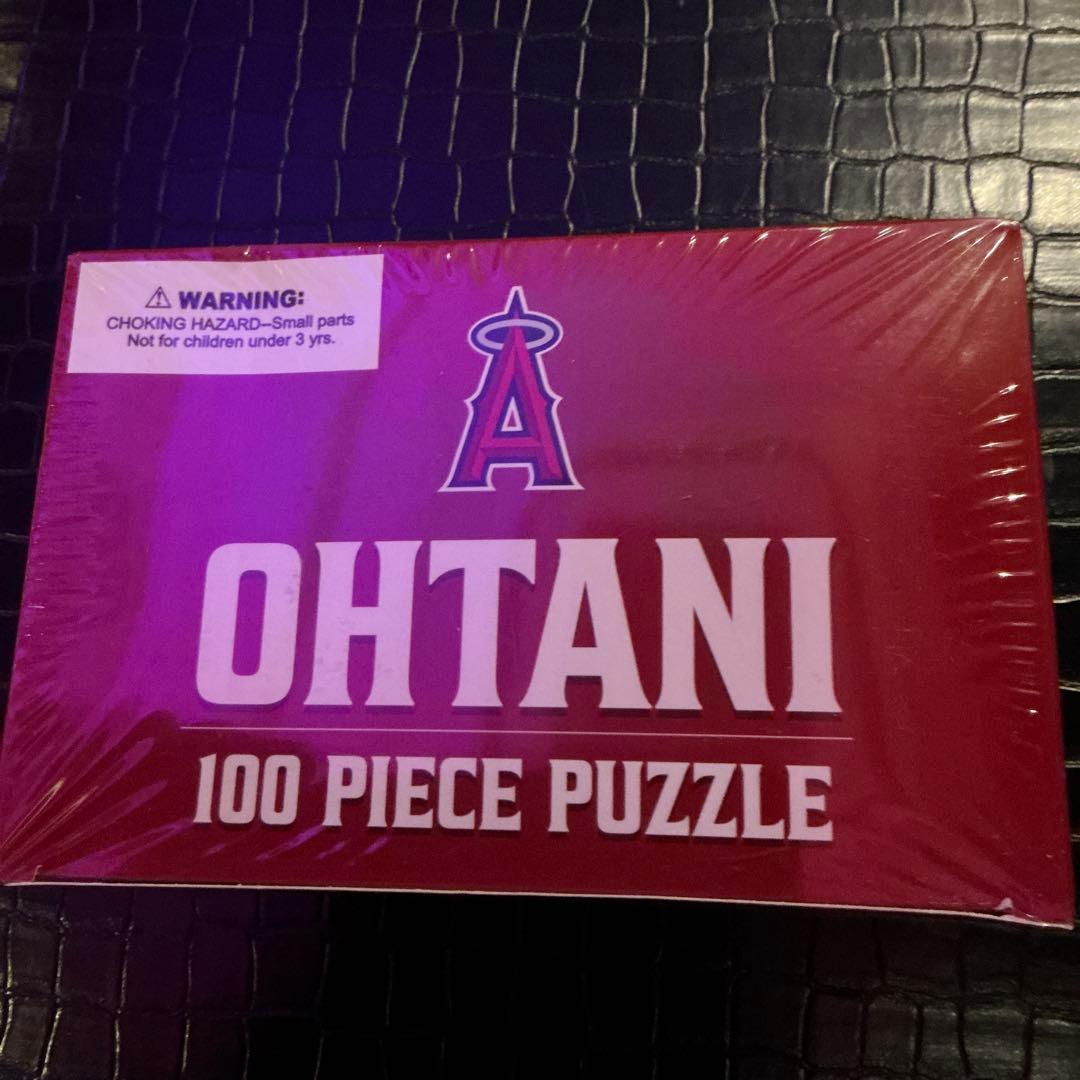 ⚠ WARNING:
CHOKING HAZARD--Small parts
Not for children under 3 yrs.
A
OHTANI
100 PIECE PUZZLE